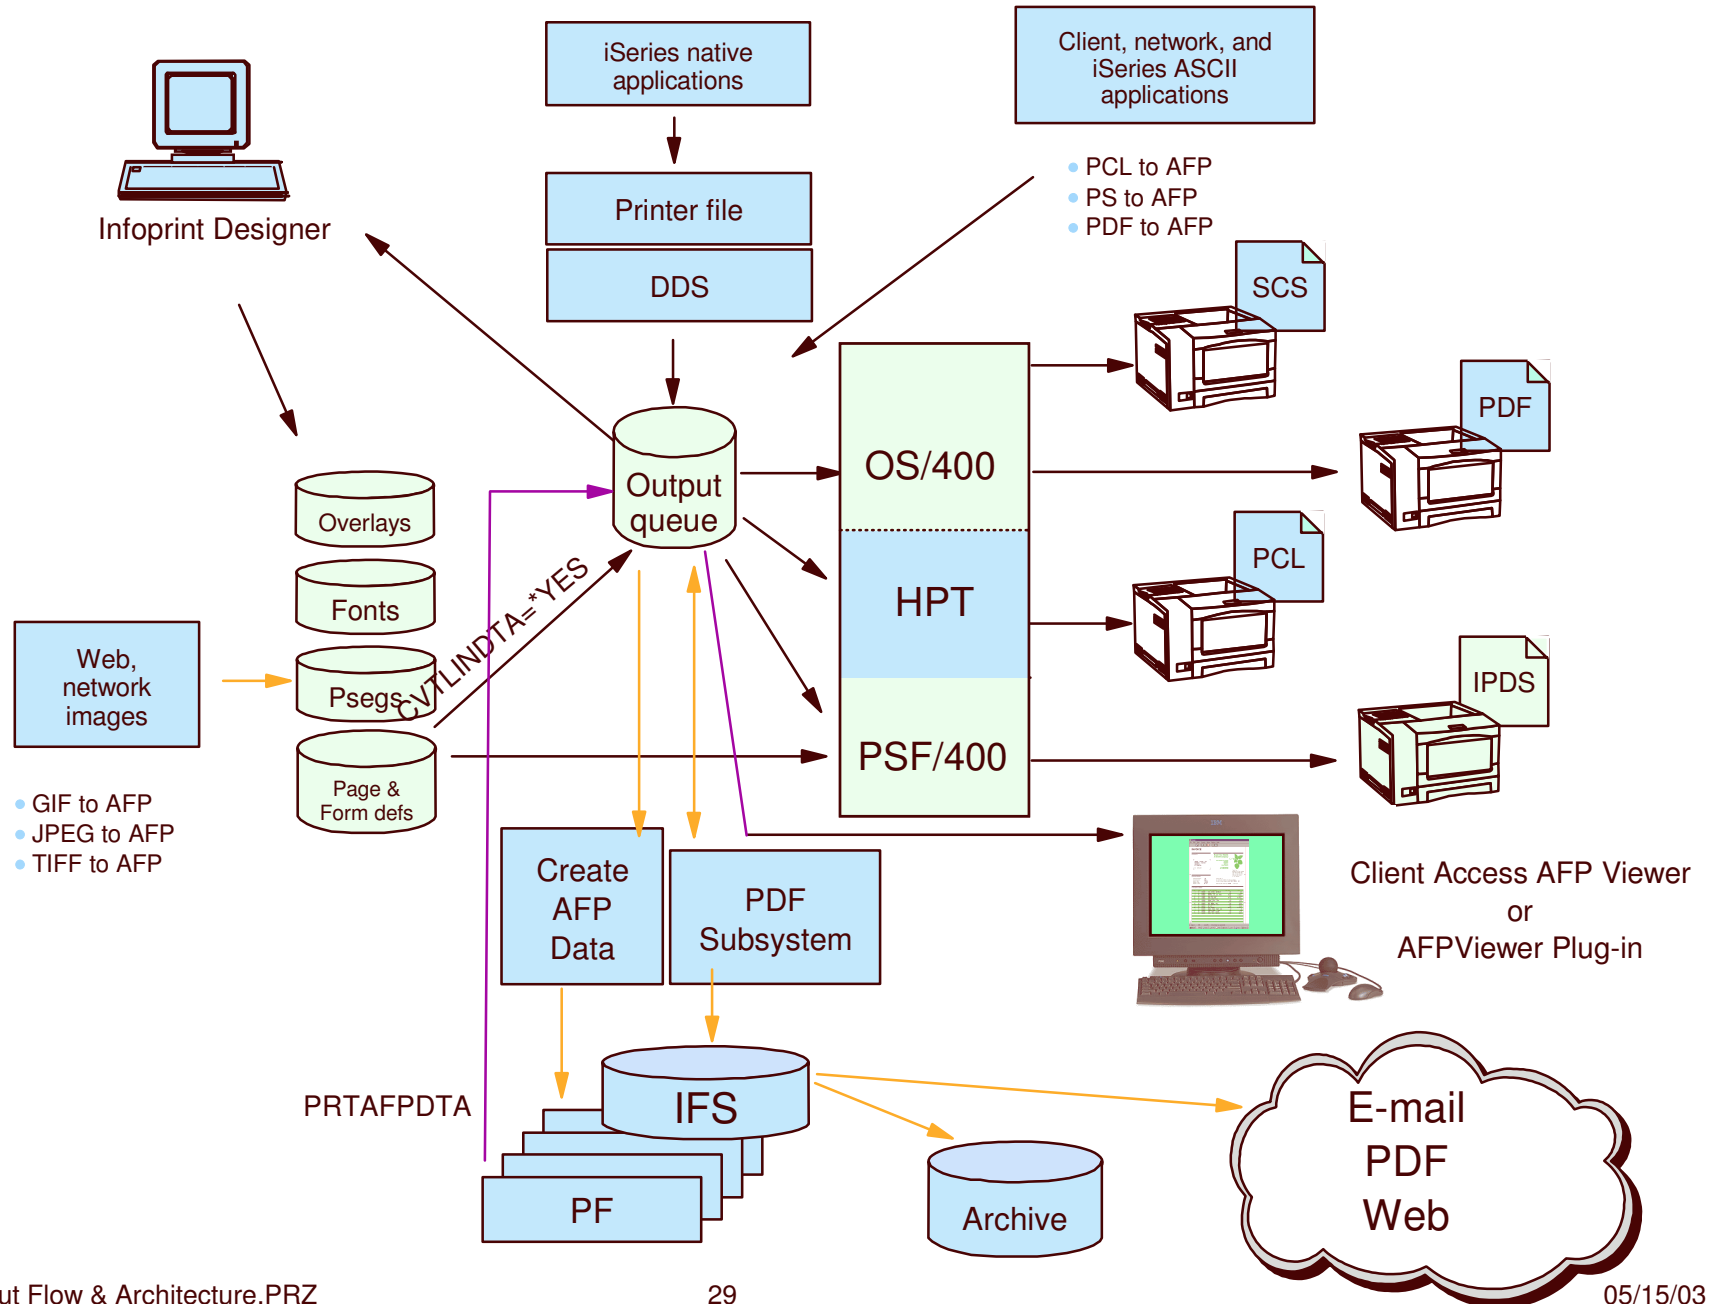 iSeries native
applications
Client, network, and
iSeries ASCII
applications
Infoprint Designer
Printer file
DDS
PCL to AFP
PS to AFP
PDF to AFP
SCS
PDF
OS/400
Output
queue
Overlays
Fonts
Psegs
Page &
Form defs
CVTLINDTA=*YES
HPT
PCL
PSF/400
IPDS
Web,
network
images
GIF to AFP
JPEG to AFP
TIFF to AFP
Create
AFP
Data
PDF
Subsystem
Client Access AFP Viewer
or
AFPViewer Plug-in
PRTAFPDTA
IFS
PF
Archive
E-mail
PDF
Web
ut Flow & Architecture.PRZ
29
05/15/03